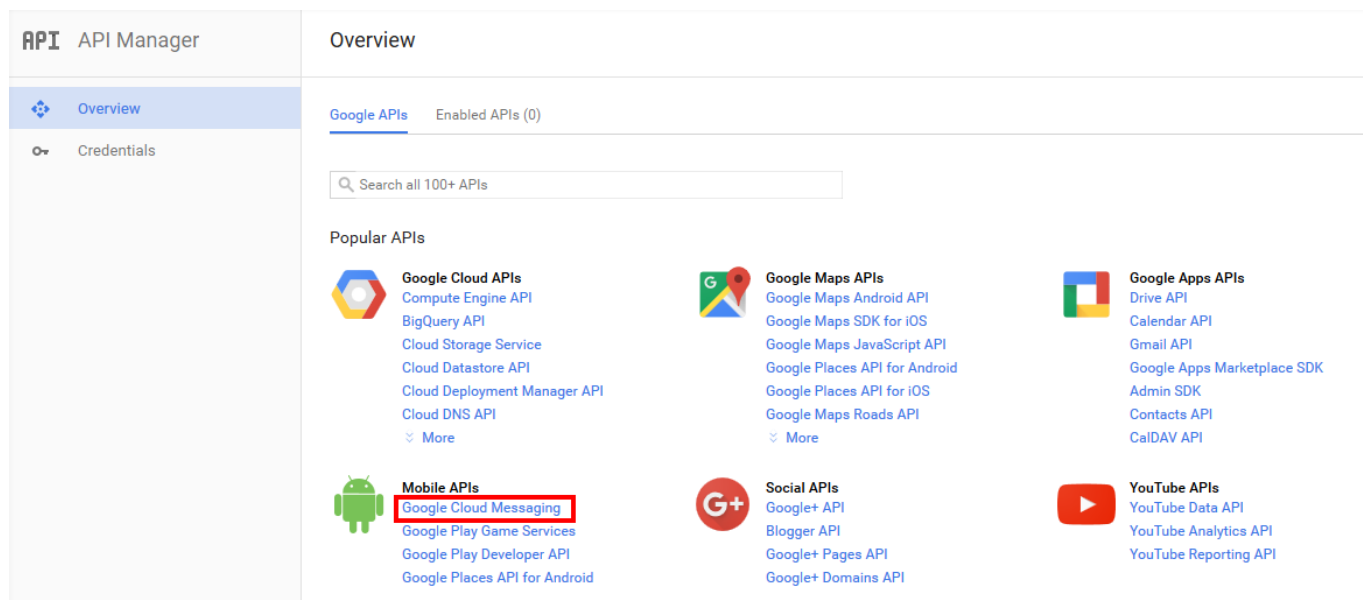 API API Manager
Overview
Overview
Credentials
Google APIs Enabled APIs (0)
Search all 100+ APIs
Popular APIs
Google Cloud APIs
Compute Engine API
BigQuery API
Cloud Storage Service
Cloud Datastore API
Cloud Deployment Manager API
Cloud DNS API
More
G
Google Maps APIs
Google Maps Android API
Google Maps SDK for iOS
Google Maps JavaScript API
Google Places API for Android
Google Places API for iOS
Google Maps Roads API
More
Google Apps APIs
Drive API
Calendar API
Gmail API
Google Apps Marketplace SDK
Admin SDK
Contacts API
CalDAV API
Mobile APIs
Google Cloud Messaging
Google Play Game Services
Google Play Developer API
Google Places API for Android
G+
Social APIs
Google+ API
Blogger API
Google+ Pages API
Google+ Domains API
YouTube APIs
YouTube Data API
YouTube Analytics API
YouTube Reporting API